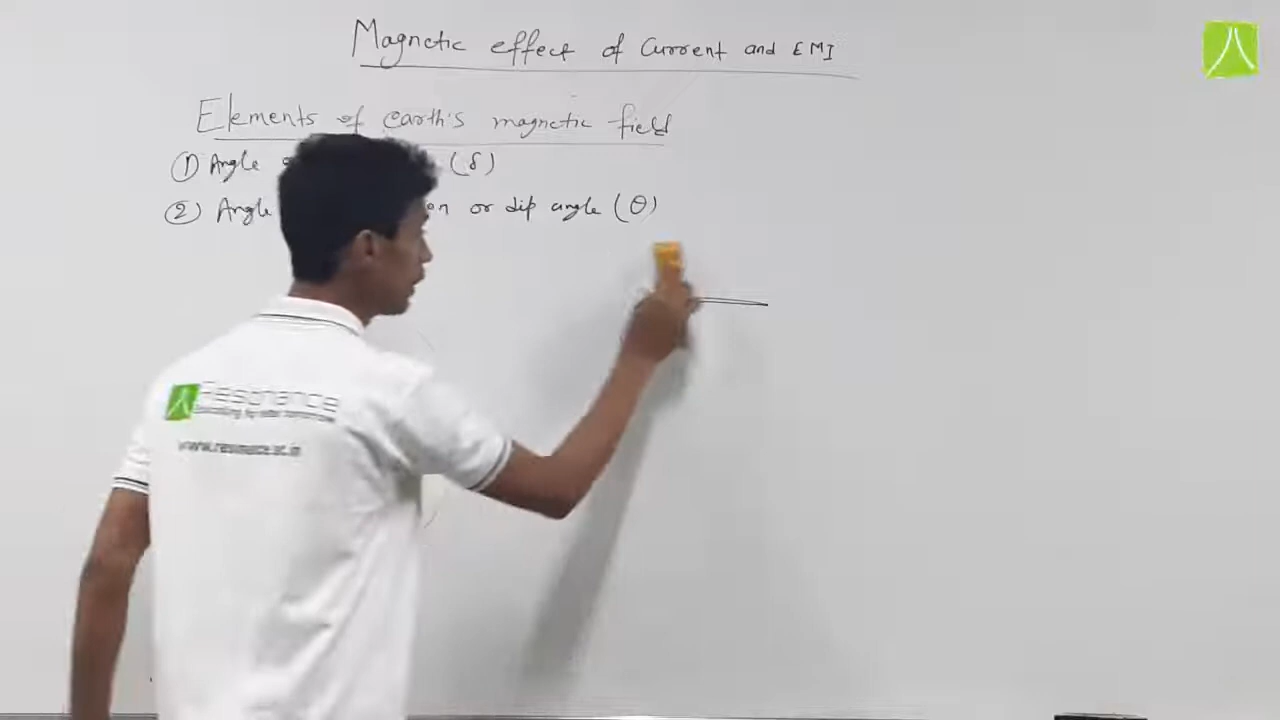 Magnetic effect of Current and EMI
Elements of earth's magnetic field
① Angle (δ)
② Angle on or dip angle (θ)
Resonance
www.resonance.ac.in